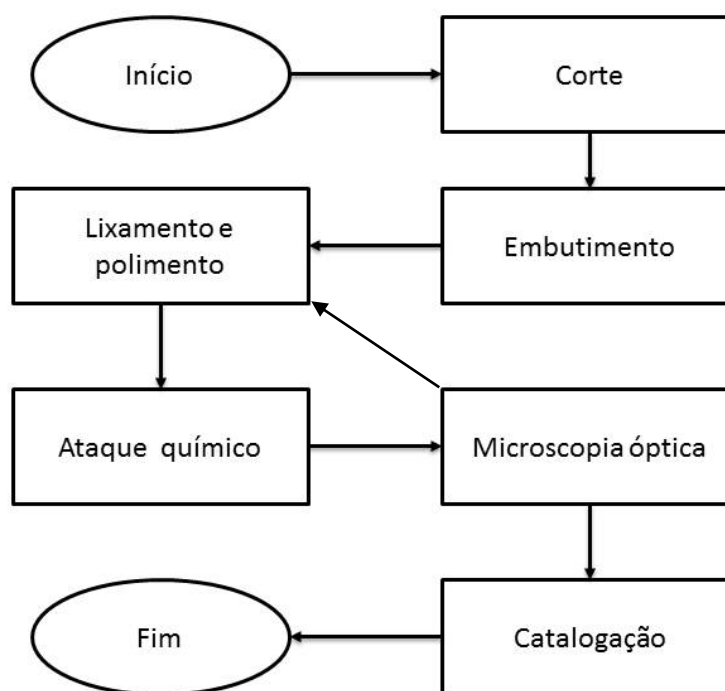 Início
Corte
Embutimento
Lixamento e
polimento
Ataque químico
Microscopia óptica
Catalogação
Fim